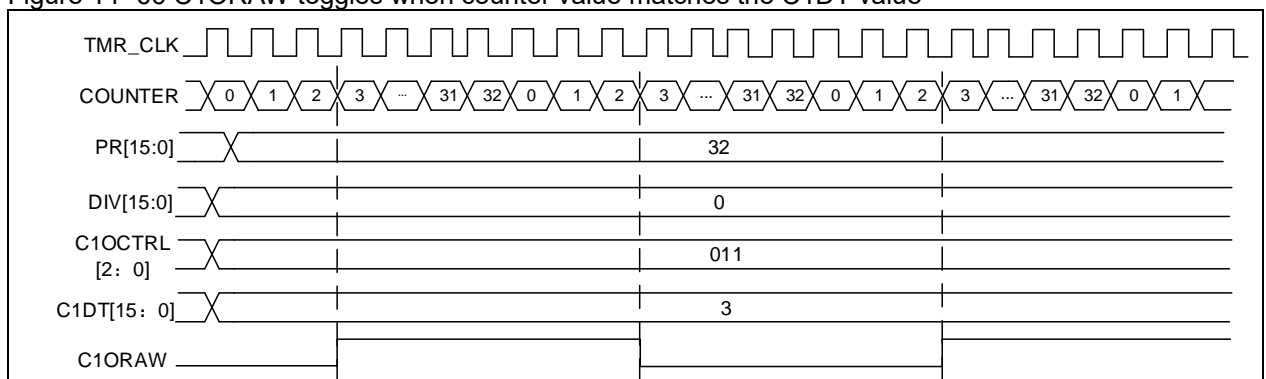 Figure C1ORAW toggles when counter value matches the C1DT value
TMR_CLK
COUNTER 0 1 2 3 ... 31 32 0 1 2 3 ... 31 32 0 1 2 3 ... 31 32 0 1
PR[15:0] 32
DIV[15:0] 0
C1OCTRL
[2：0] 011
C1DT[15：0] 3
C1ORAW